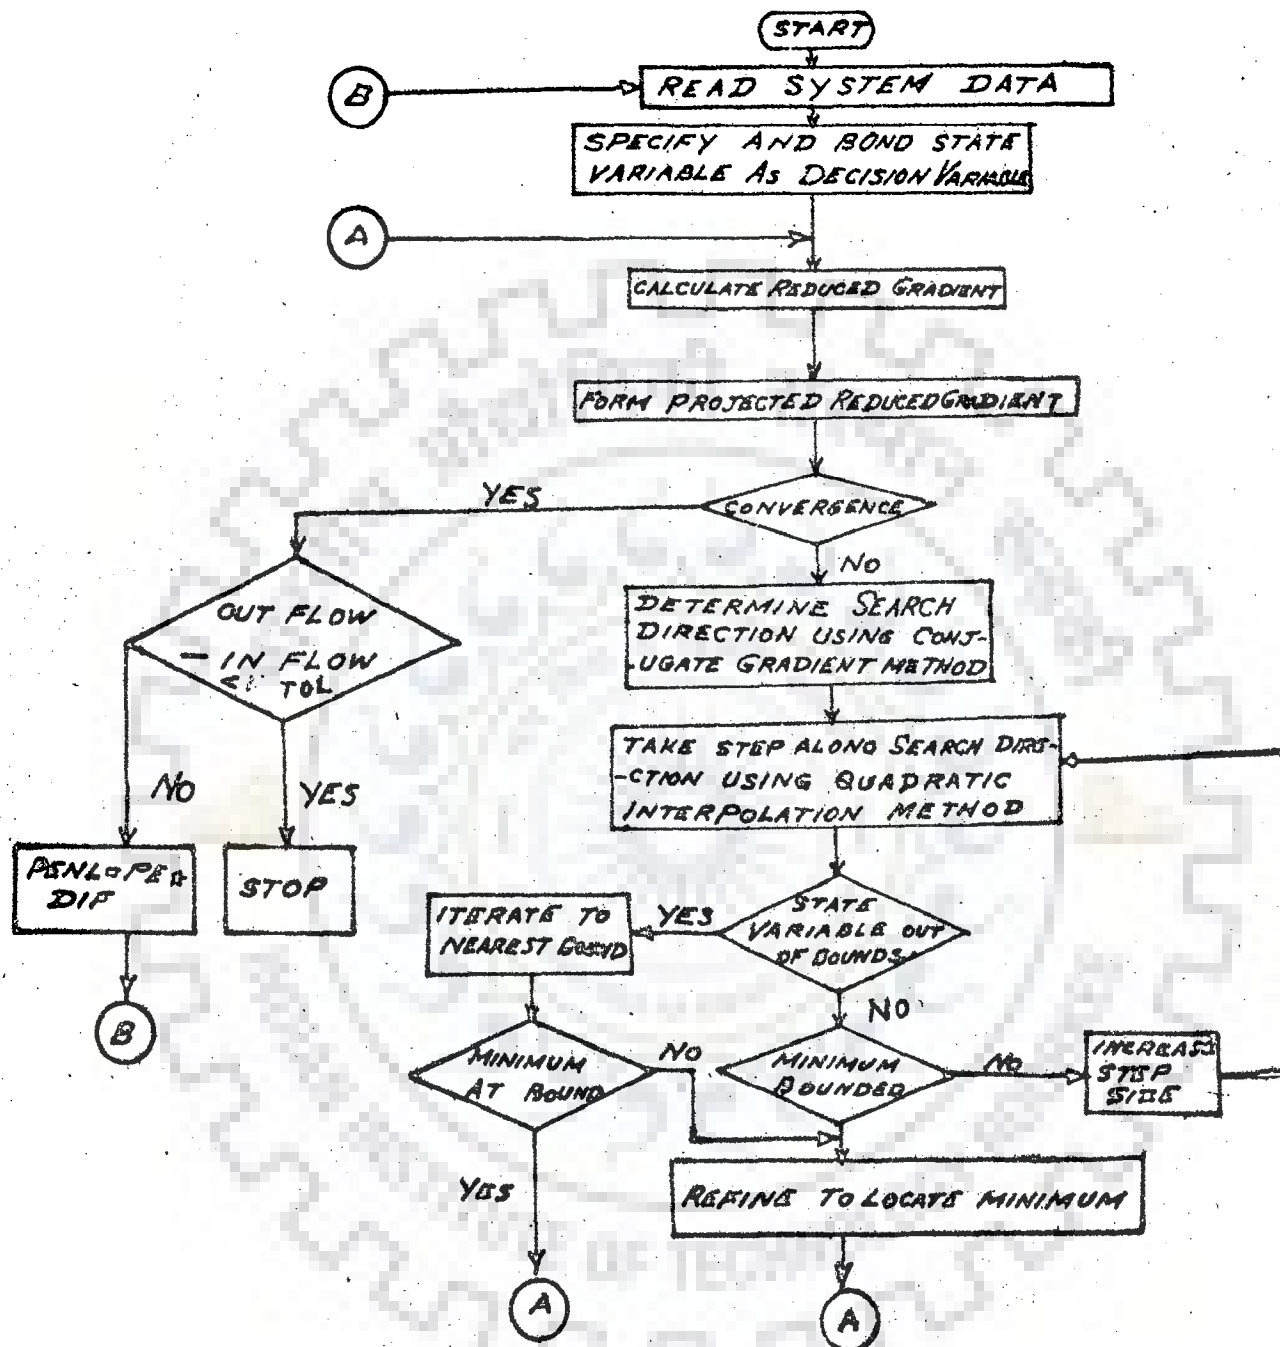 START
B
READ SYSTEM DATA
SPECIFY AND BOND STATE
VARIABLE AS DECISION VARIABLE
A
CALCULATE REDUCED GRADIENT
FORM PROJECTED REDUCED GRADIENT
CONVERGENCE
YES
NO
OUT FLOW
- IN FLOW
< TOL
DETERMINE SEARCH
DIRECTION USING CONJ-
-UGATE GRADIENT METHOD
TAKE STEP ALONG SEARCH DIRE-
-CTION USING QUADRATIC
INTERPOLATION METHOD
NO
YES
DIF
STOP
B
STATE
VARIABLE OUT
OF BOUNDS
YES
NO
ITERATE TO
NEAREST
MINIMUM
AT BOUND
NO
YES
MINIMUM
BOUNDED
NO
INCREASE
STEP
SIZE
REFINE TO LOCATE MINIMUM
A
A
OF TECH